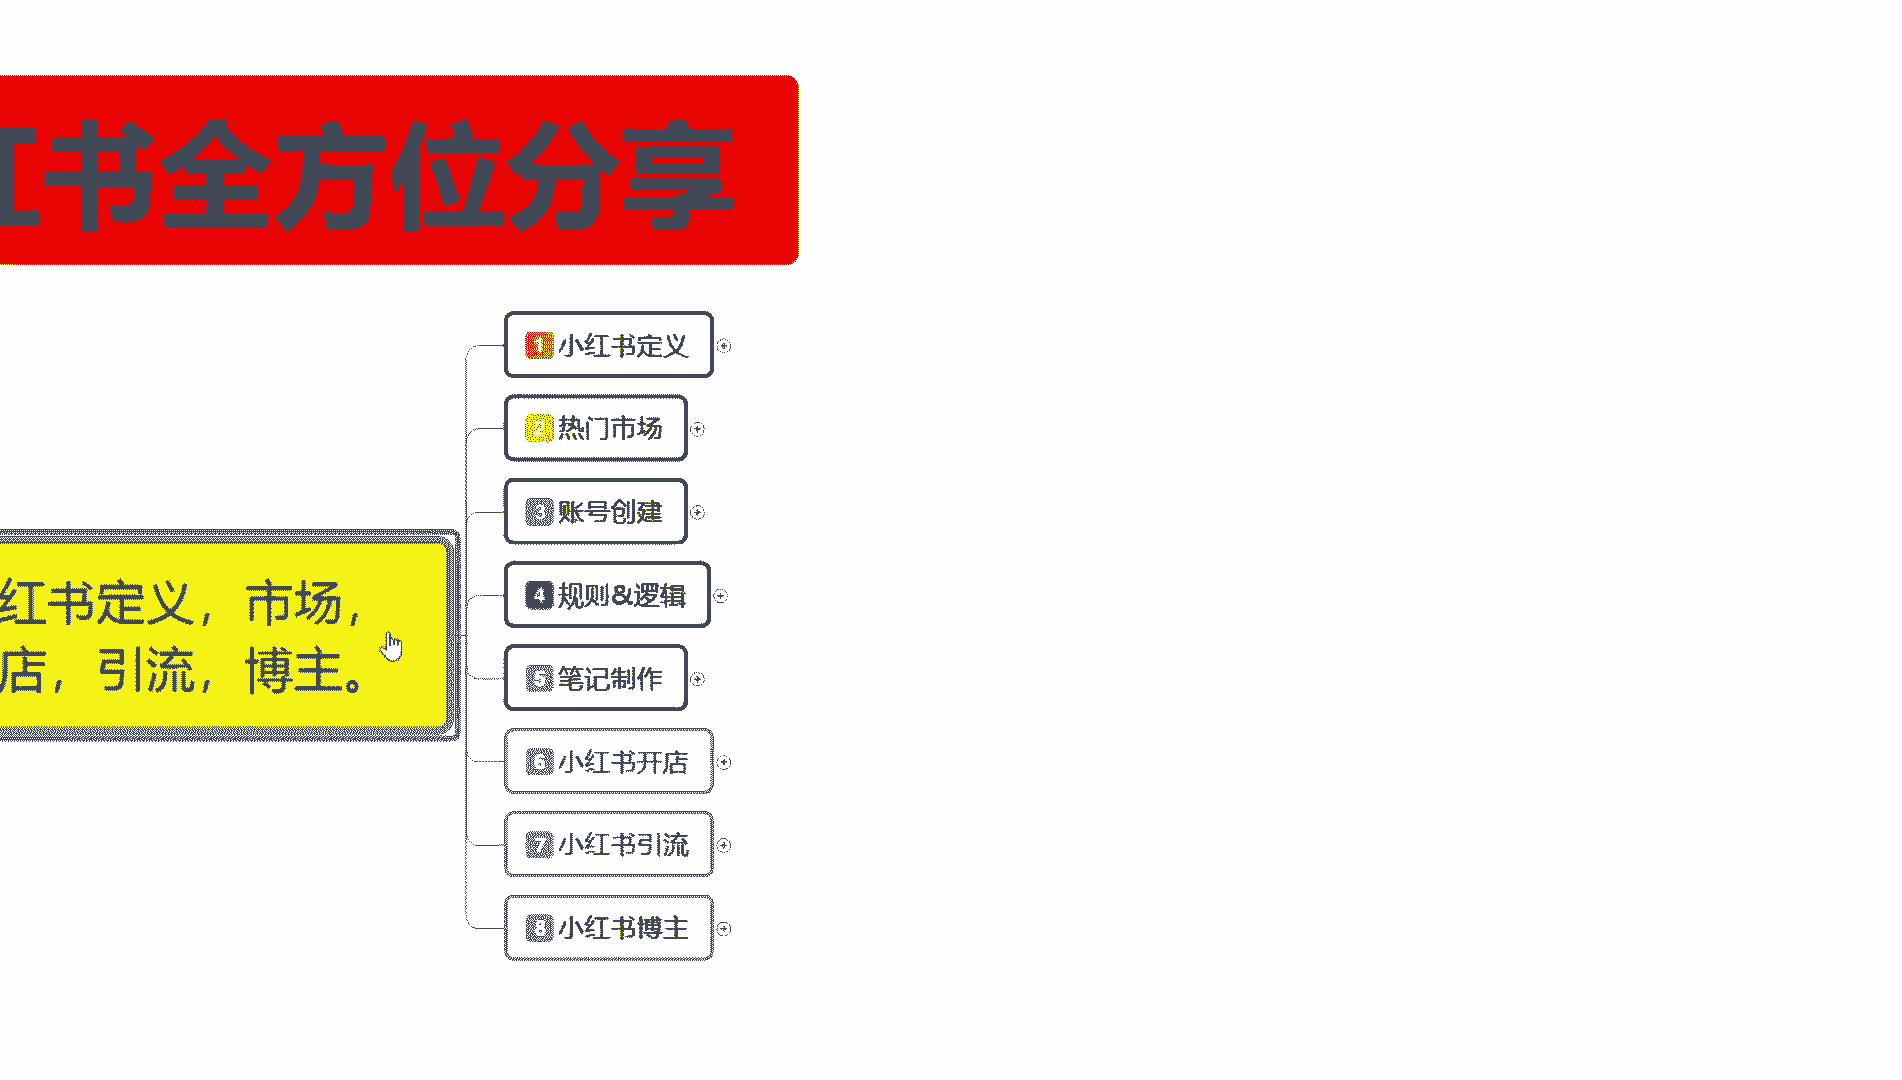 红书全方位分享
1 小红书定义
2 热门市场
3 账号创建
4 规则&逻辑
5 笔记制作
红书定义，市场，
店，引流，博主。
6 小红书开店
7 小红书引流
8 小红书博主